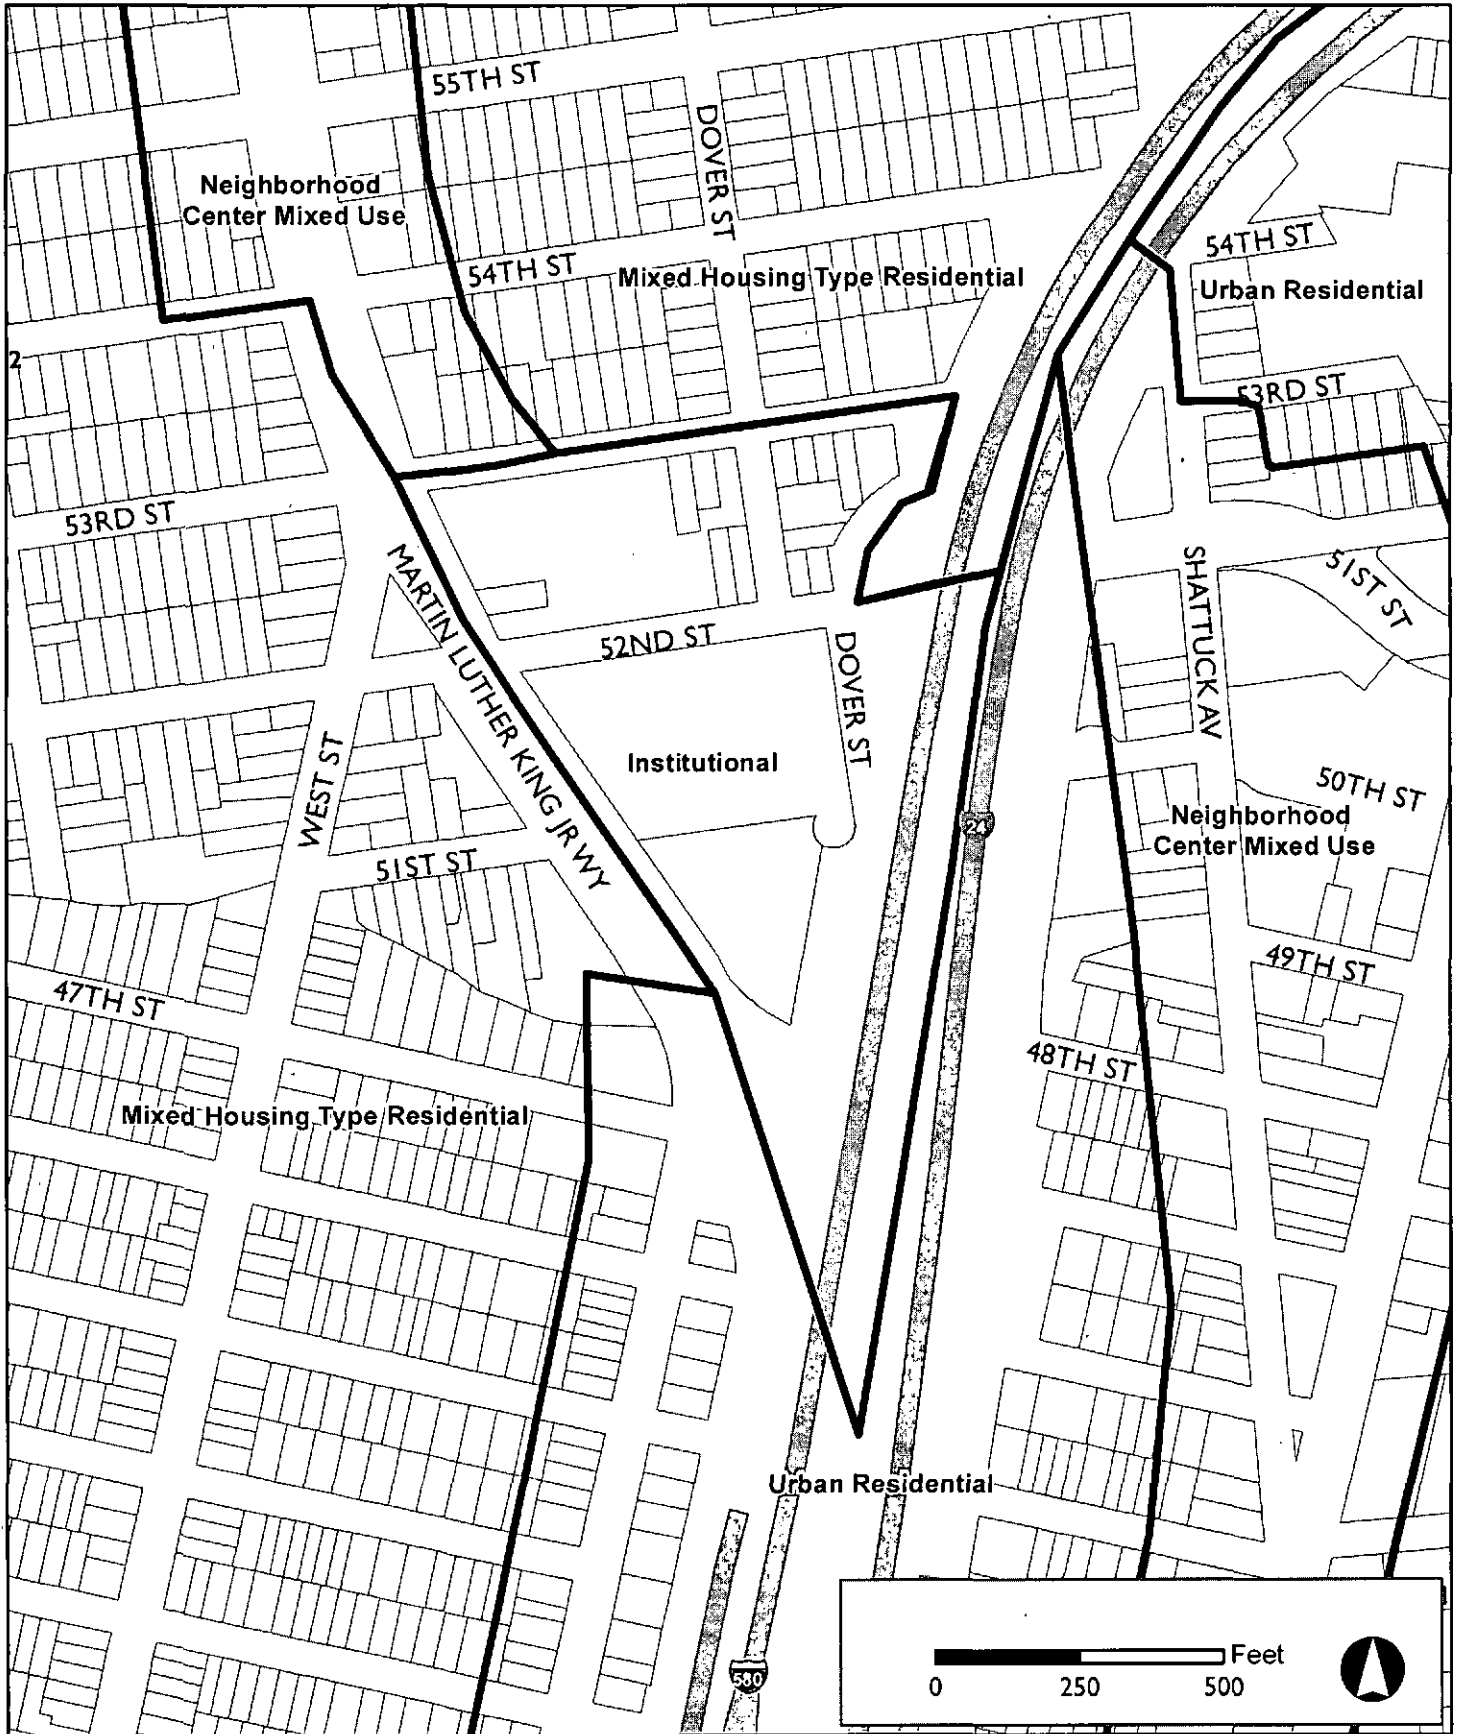 55TH ST
DOVER ST
Neighborhood
Center Mixed Use
54TH ST
54TH ST
Mixed Housing Type Residential
Urban Residential
2
53RD ST
53RD ST
MARTIN LUTHER KING JR WY
SHATTUCK AV
51ST ST
52ND ST
DOVER ST
WEST ST
Institutional
50TH ST
Neighborhood
Center Mixed Use
24
51ST ST
49TH ST
47TH ST
48TH ST
Mixed Housing Type Residential
Urban Residential
580
Feet
0 250 500